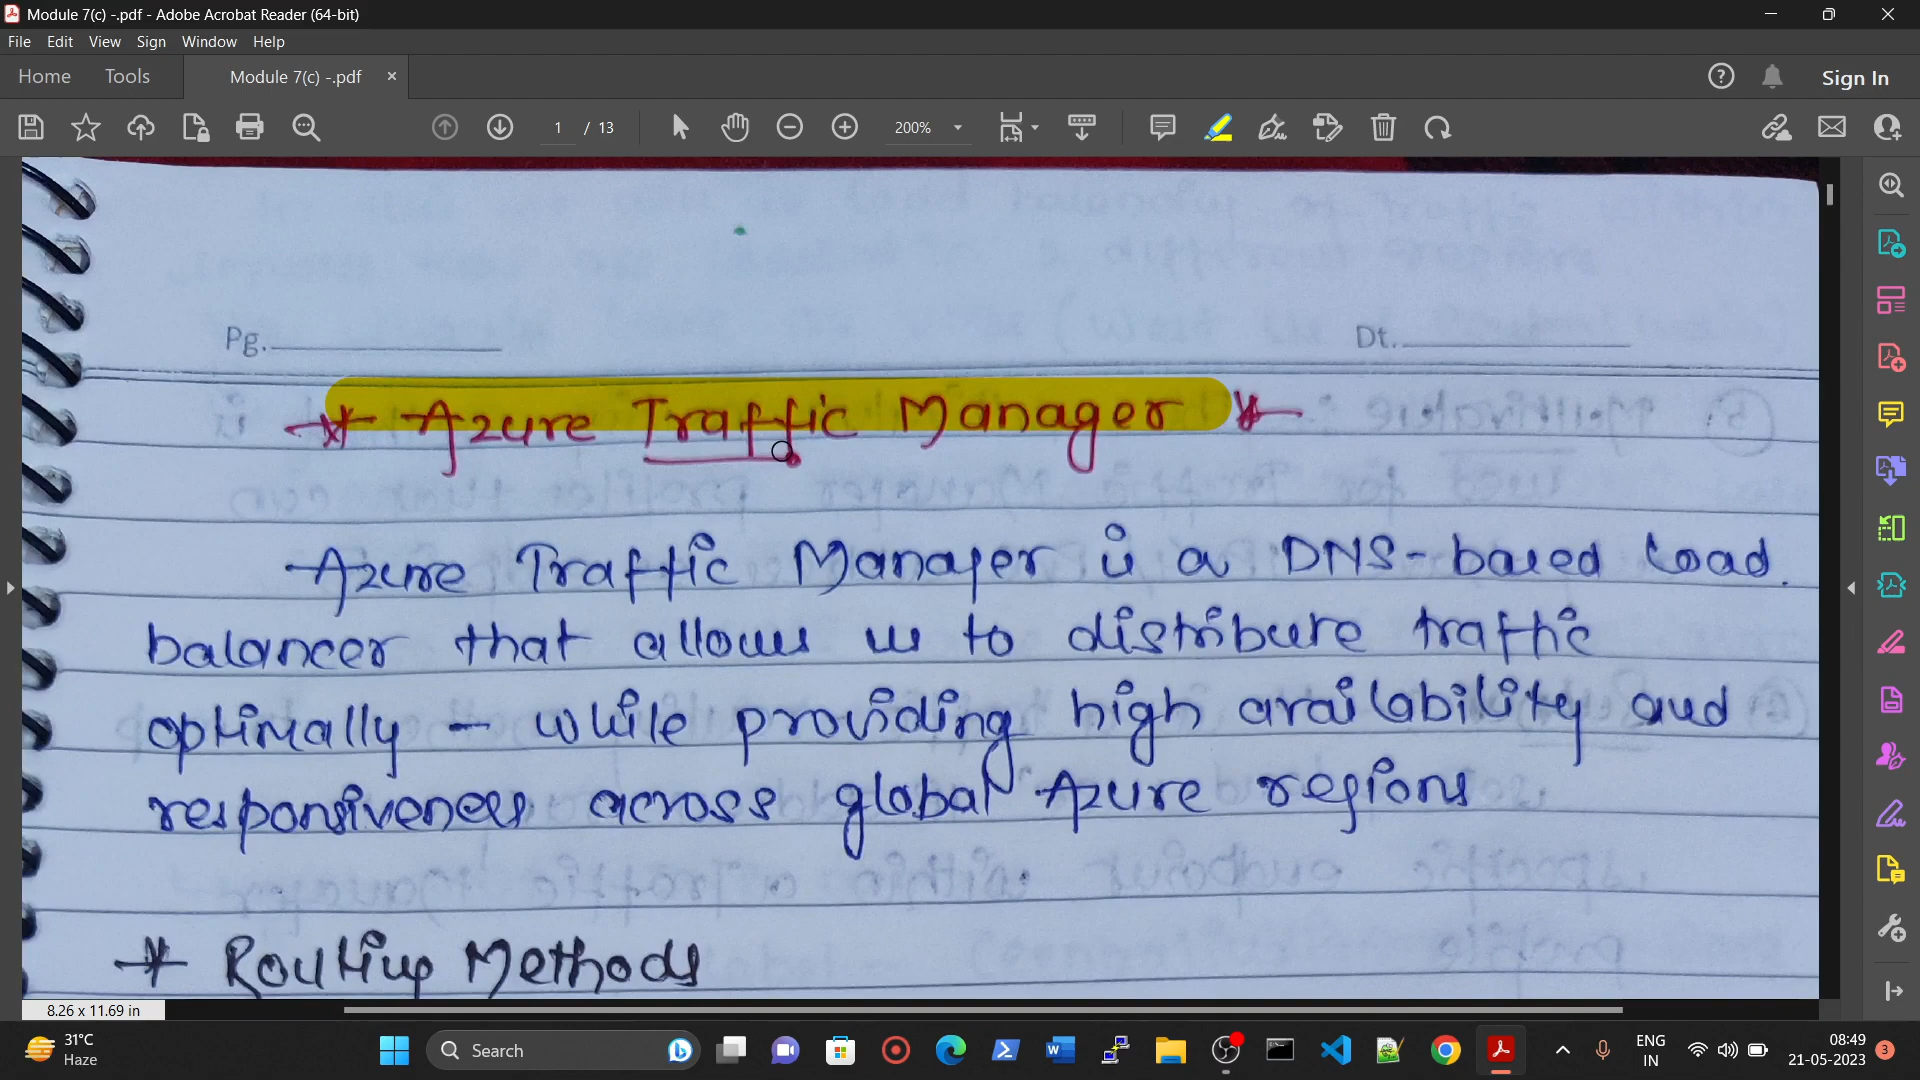 Module 7(c) -.pdf - Adobe Acrobat Reader (64-bit)
File Edit View Sign Window Help
Home Tools Module 7(c) -.pdf × Sign In
1 / 13 200%
Pg. Dt.
Azure Traffic Manager
Azure Traffic Manager is a DNS-based load
balancer that allows us to distribute traffic
optimally - while providing high availability and
responsiveness across global Azure regions
* Routing Methods
8.26 x 11.69 in
31°C
Haze
Search
ENG
IN
08:49
21-05-2023
3